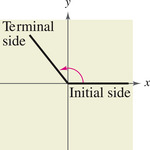 y
Terminal
side
x
Initial side